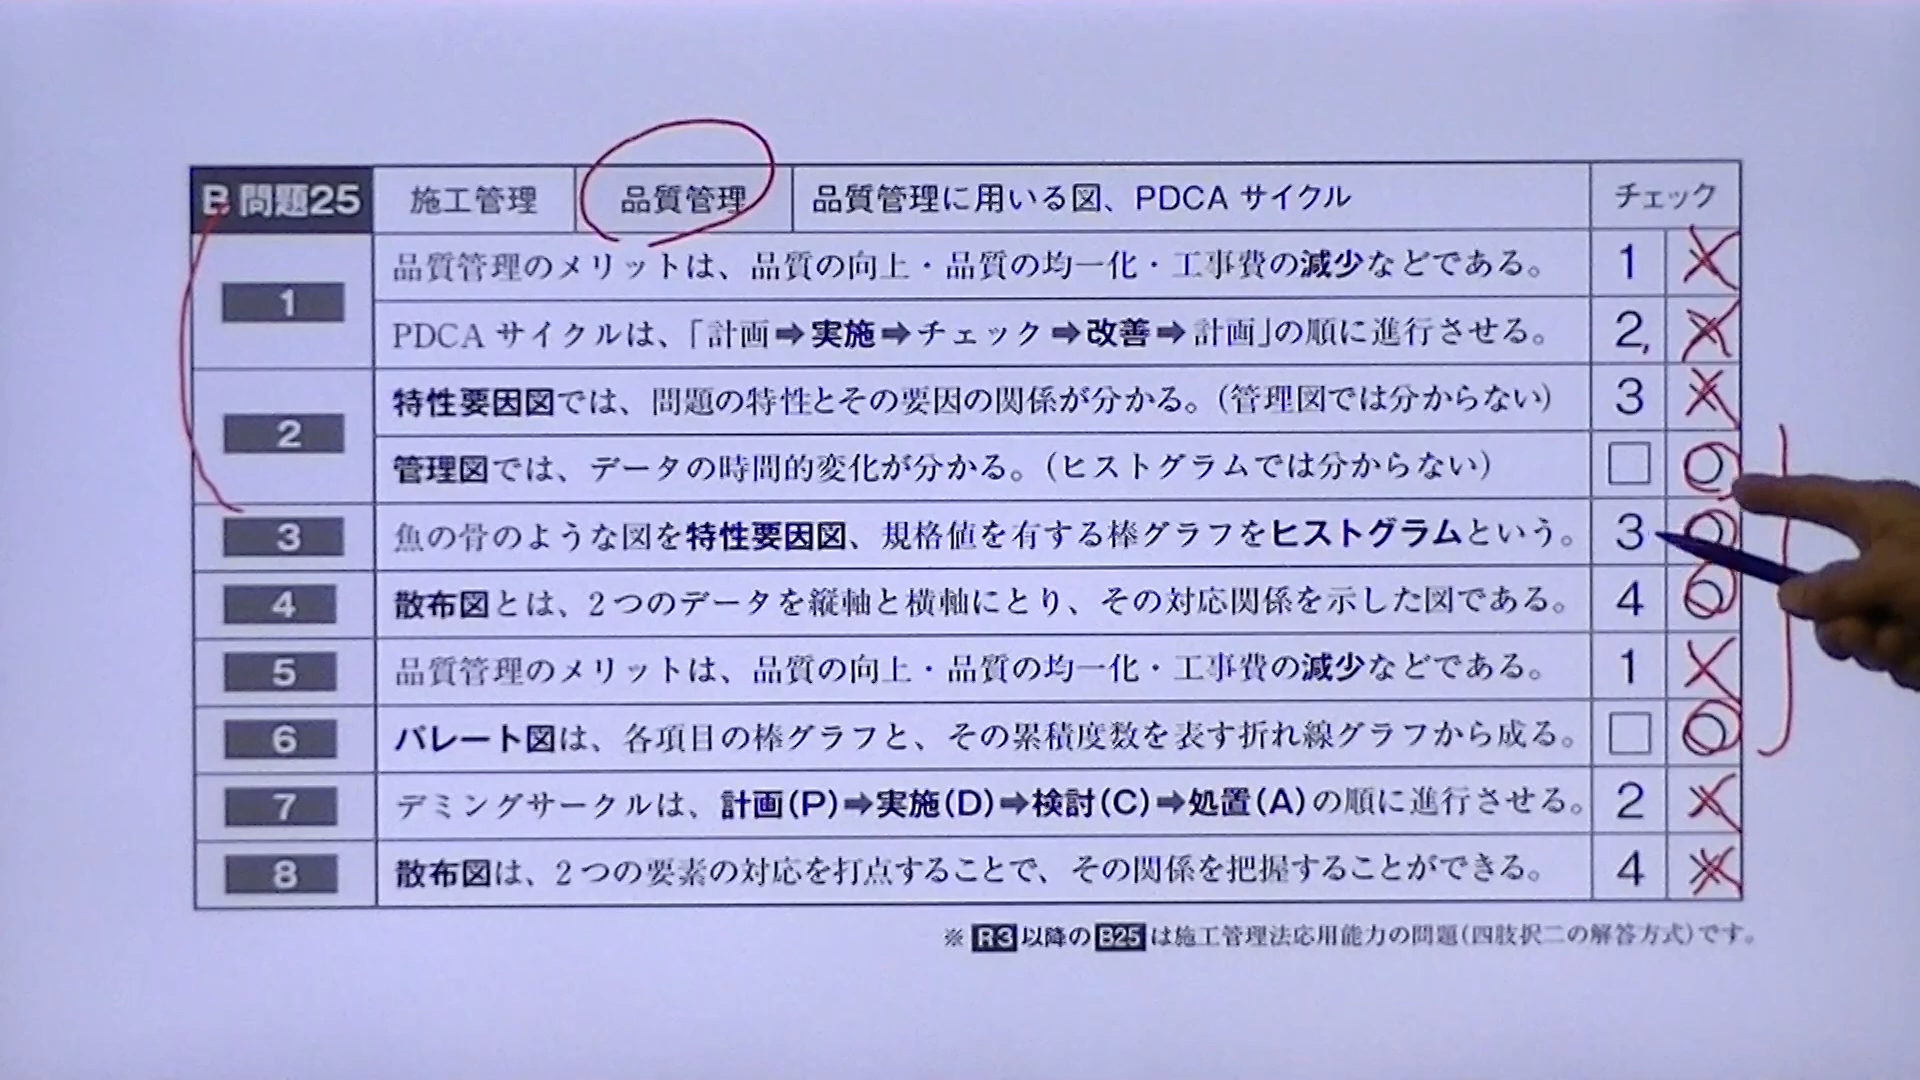 B 問題25 施工管理 品質管理 品質管理に用いる図、PDCA サイクル チェック
1 品質管理のメリットは、品質の向上・品質の均一化・工事費の減少などである。 1 ×
PDCA サイクルは、「計画➡実施➡チェック➡改善➡計画」の順に進行させる。 2, ×
2 特性要因図では、問題の特性とその要因の関係が分かる。(管理図では分からない) 3 ×
管理図では、データの時間的変化が分かる。(ヒストグラムでは分からない) □ ○
3 魚の骨のような図を特性要因図、規格値を有する棒グラフをヒストグラムという。 3 ○
4 散布図とは、2つのデータを縦軸と横軸にとり、その対応関係を示した図である。 4 ○
5 品質管理のメリットは、品質の向上・品質の均一化・工事費の減少などである。 1 ×
6 パレート図は、各項目の棒グラフと、その累積度数を表す折れ線グラフから成る。 □ ○
7 デミングサークルは、計画(P)➡実施(D)➡検討(C)➡処置(A)の順に進行させる。 2 ×
8 散布図は、2つの要素の対応を打点することで、その関係を把握することができる。 4 ×
※ R3 以降の B25 は施工管理法応用能力の問題(四肢択二の解答方式)です。